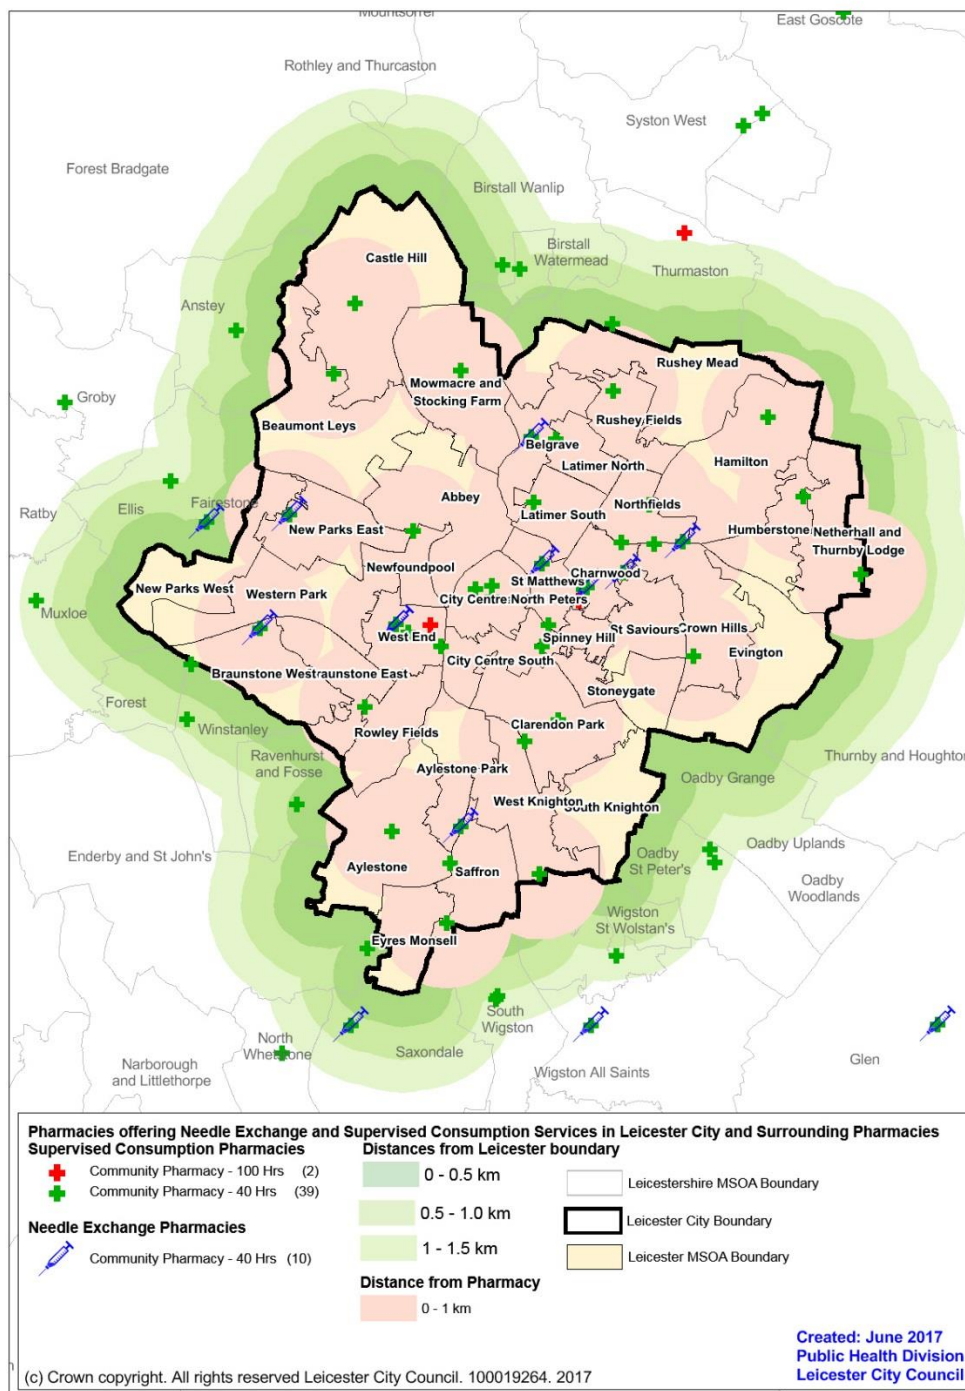 Mountsorrel
East Goscote
Rothley and Thurcaston
Syston West
Forest Bradgate
Birstall Wanlip
Birstall
Watermead
Castle Hill
Thurmaston
Anstey
Rushey Mead
Mowmacre and
Stocking Farm
Groby
Rushey Fields
Beaumont Leys
Belgrave
Latimer North
Hamilton
Abbey
Ratby
Ellis
Fairestone
Latimer South
Northfields
New Parks East
Humberstone
Netherhall and
Thurnby Lodge
Newfoundpool
St Matthews
Charnwood
New Parks West
Western Park
City Centre
North
Peters
Muxloe
West End
Spinney Hill
St Saviours
Crown Hills
City Centre South
Evington
Braunstone West
raunstone East
Stoneygate
Forest
Winstanley
Rowley Fields
Clarendon Park
Ravenhurst
and Fosse
Thurnby and Houghton
Aylestone Park
Oadby Grange
West Knighton
South Knighton
Enderby and St John's
Oadby Uplands
Aylestone
Saffron
Oadby
St Peter's
Oadby
Woodlands
Wigston
St Wolstan's
Eyres Monsell
South
Wigston
North
Whetstone
Saxondale
Glen
Narborough
and Littlethorpe
Wigston All Saints
Pharmacies offering Needle Exchange and Supervised Consumption Services in Leicester City and Surrounding Pharmacies
Supervised Consumption Pharmacies
Community Pharmacy - 100 Hrs (2)
Community Pharmacy - 40 Hrs (39)
Needle Exchange Pharmacies
Community Pharmacy - 40 Hrs (10)
Distances from Leicester boundary
0 - 0.5 km
0.5 - 1.0 km
1 - 1.5 km
Distance from Pharmacy
0 - 1 km
Leicestershire MSOA Boundary
Leicester City Boundary
Leicester MSOA Boundary
Created: June 2017
Public Health Division
Leicester City Council
(c) Crown copyright. All rights reserved Leicester City Council. 100019264. 2017